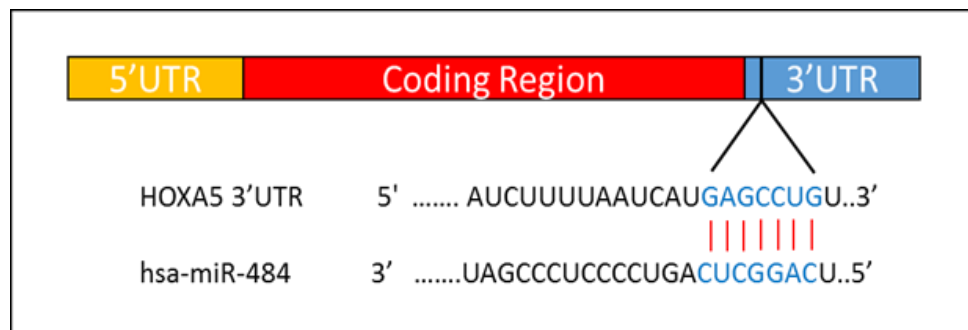 5’UTR Coding Region 3’UTR
HOXA5 3’UTR 5' ....... AUCUUUUAAUCAUGAGCCUGU..3’
hsa-miR-484 3’ .......UAGCCCUCCCCUGACUCGGACU..5’